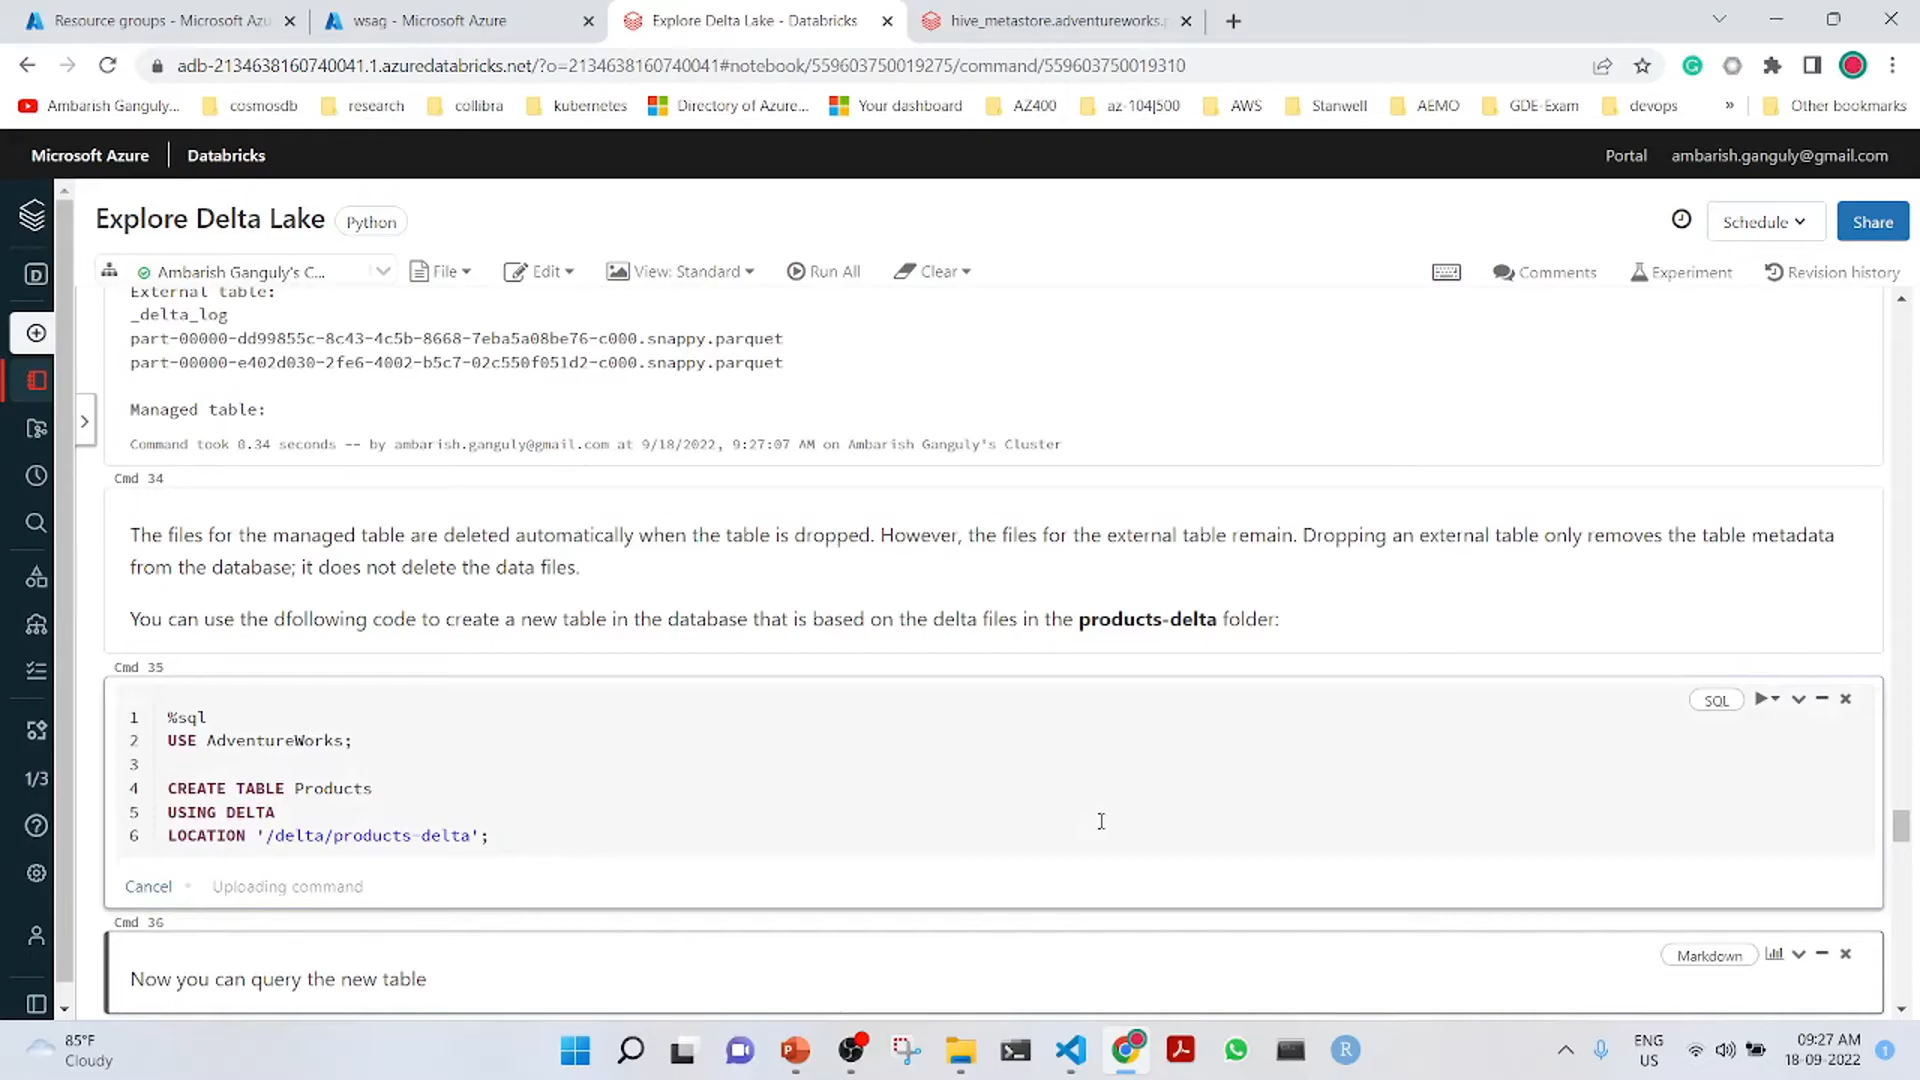 Resource groups - Microsoft Azu
wsag - Microsoft Azure
Explore Delta Lake - Databricks
hive_metastore.adventureworks.p
adb-2134638160740041.1.azuredatabricks.net/?o=2134638160740041#notebook/559603750019275/command/559603750019310
Ambarish Ganguly...
cosmosdb
research
collibra
kubernetes
Directory of Azure...
Your dashboard
AZ400
az-104|500
AWS
Stanwell
AEMO
GDE-Exam
devops
»
Other bookmarks
Microsoft Azure
Databricks
Portal
ambarish.ganguly@gmail.com
Explore Delta Lake
Python
Schedule
Share
Ambarish Ganguly's C...
File
Edit
View: Standard
Run All
Clear
Comments
Experiment
Revision history
External table:
_delta_log
part-00000-dd99855c-8c43-4c5b-8668-7eba5a08be76-c000.snappy.parquet
part-00000-e402d030-2fe6-4002-b5c7-02c550f051d2-c000.snappy.parquet
Managed table:
Command took 0.34 seconds -- by ambarish.ganguly@gmail.com at 9/18/2022, 9:27:07 AM on Ambarish Ganguly's Cluster
Cmd 34
The files for the managed table are deleted automatically when the table is dropped. However, the files for the external table remain. Dropping an external table only removes the table metadata
from the database; it does not delete the data files.
You can use the dfollowing code to create a new table in the database that is based on the delta files in the products-delta folder:
Cmd 35
SQL
1 %sql
2 USE AdventureWorks;
3
4 CREATE TABLE Products
5 USING DELTA
6 LOCATION '/delta/products-delta';
Cancel
Uploading command
Cmd 36
Markdown
Now you can query the new table
1/3
85°F
Cloudy
ENG
US
09:27 AM
18-09-2022
1